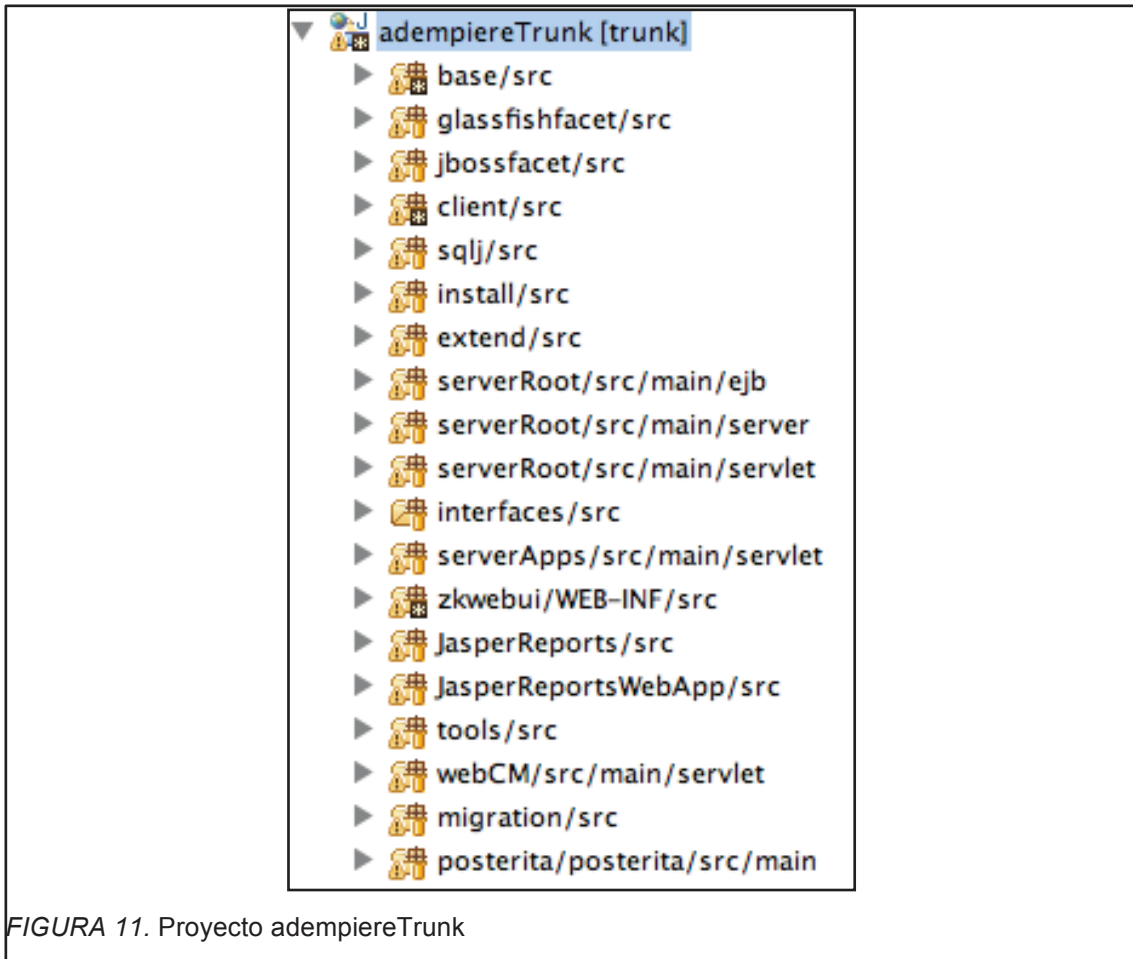 adempiereTrunk [trunk]
base/src
glassfishfacet/src
jbossfacet/src
client/src
sqlj/src
install/src
extend/src
serverRoot/src/main/ejb
serverRoot/src/main/server
serverRoot/src/main/servlet
interfaces/src
serverApps/src/main/servlet
zkwebui/WEB-INF/src
JasperReports/src
JasperReportsWebApp/src
tools/src
webCM/src/main/servlet
migration/src
posterita/posterita/src/main
FIGURA 11. Proyecto adempiereTrunk